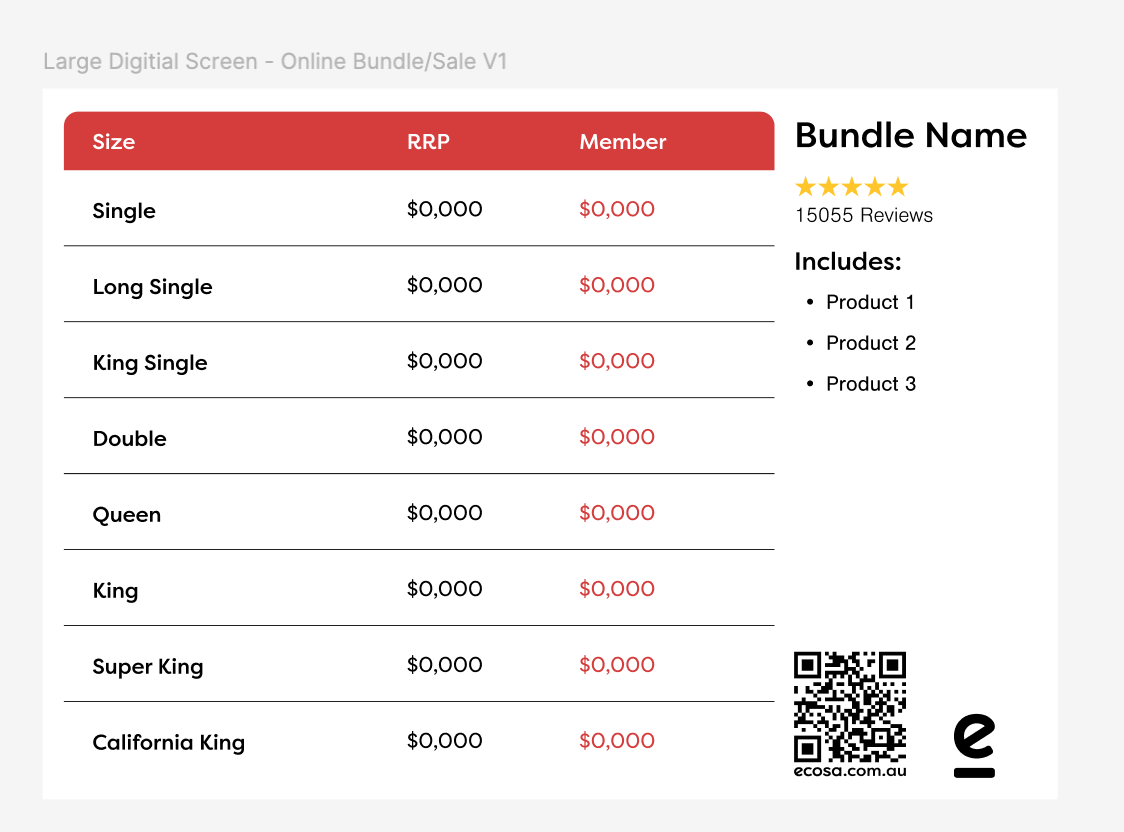 Large Digitial Screen - Online Bundle/Sale V1
Size RRP Member
Single $0,000 $0,000
Long Single $0,000 $0,000
King Single $0,000 $0,000
Double $0,000 $0,000
Queen $0,000 $0,000
King $0,000 $0,000
Super King $0,000 $0,000
California King $0,000 $0,000
Bundle Name
15055 Reviews
Includes:
• Product 1
• Product 2
• Product 3
ecosa.com.au
e